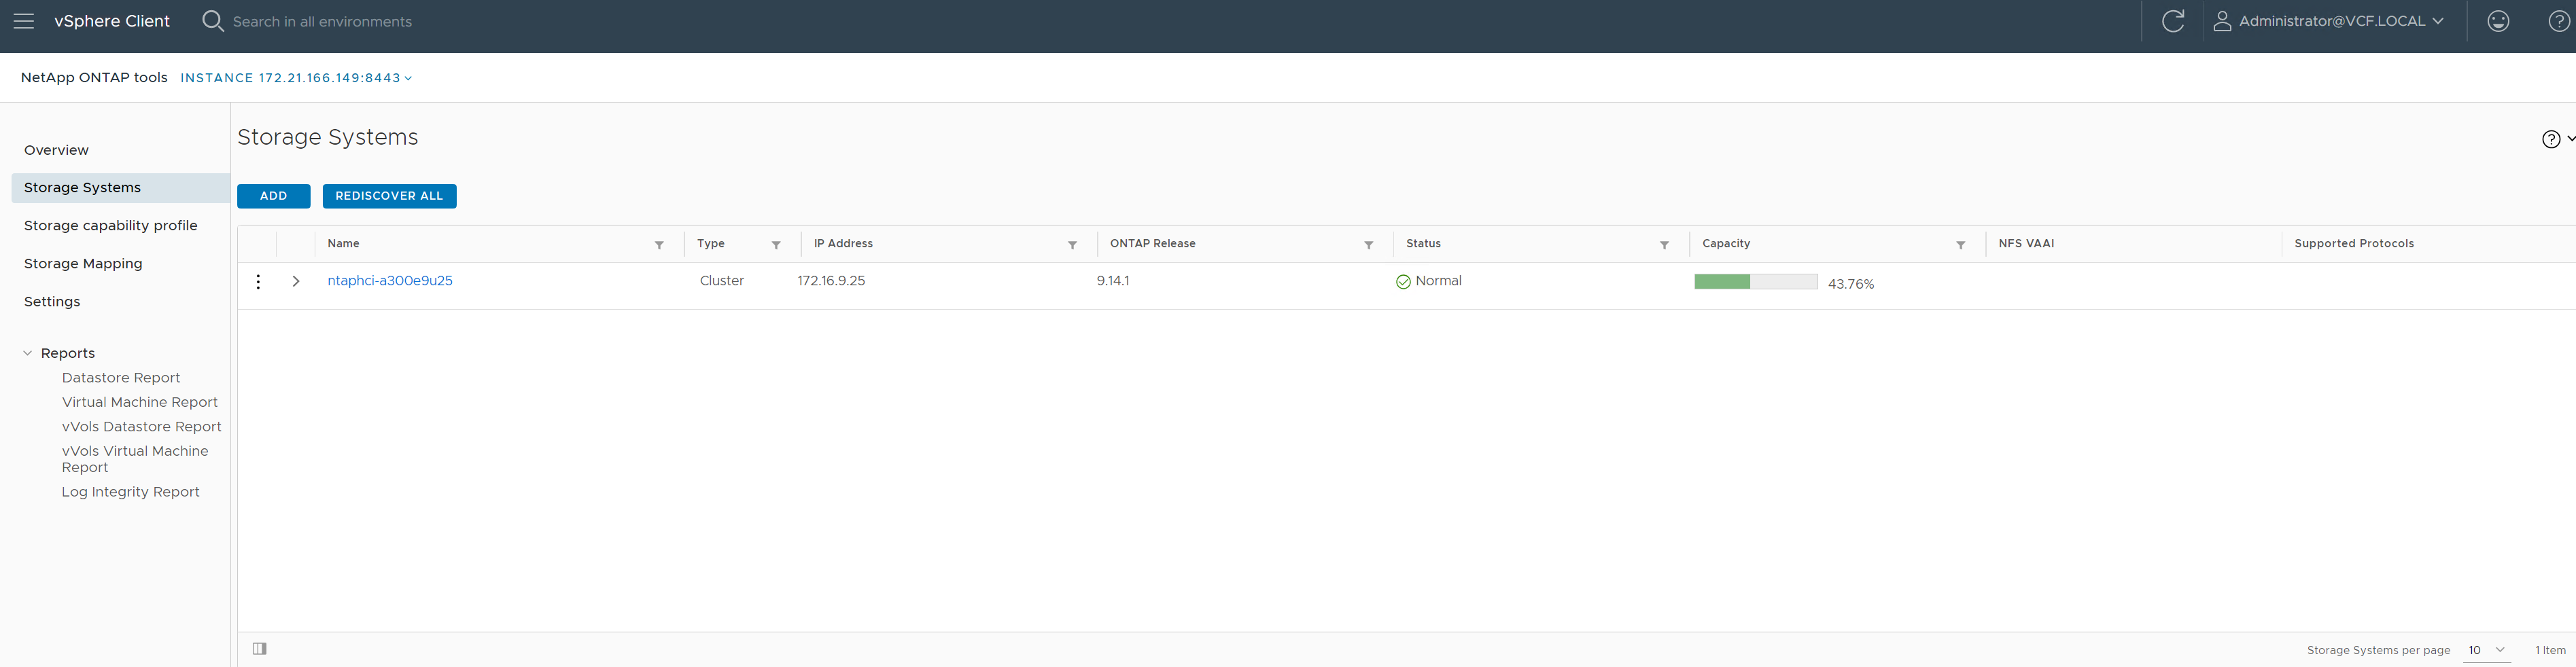 vSphere Client
Search in all environments
Administrator@VCF.LOCAL
NetApp ONTAP tools INSTANCE 172.21.166.149:8443
Overview
Storage Systems
Storage capability profile
Storage Mapping
Settings
Reports
Datastore Report
Virtual Machine Report
vVols Datastore Report
vVols Virtual Machine
Report
Log Integrity Report
Storage Systems
ADD REDISCOVER ALL
Name Type IP Address ONTAP Release Status Capacity NFS VAAI Supported Protocols
ntaphci-a300e9u25 Cluster 172.16.9.25 9.14.1 Normal 43.76%
Storage Systems per page 10 1 Item